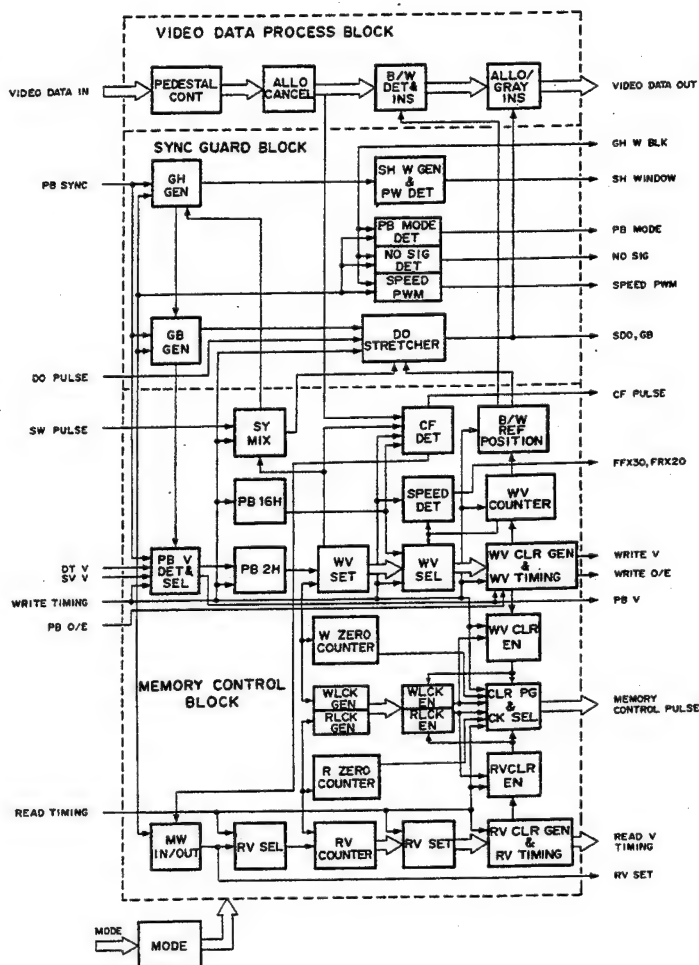 VIDEO DATA PROCESS BLOCK
VIDEO DATA IN
PEDESTAL
CONT
ALLO
CANCEL
B/W
DET&
INS
ALLO/
GRAY
INS
VIDEO DATA OUT
SYNC GUARD BLOCK
GH W BLK
PB SYNC
GH
GEN
SH W GEN
&
PW DET
SH WINDOW
PB MODE
DET
PB MODE
NO SIG
DET
NO SIG
SPEED
PWM
SPEED PWM
GB
GEN
DO
STRETCHER
SDO,GB
DO PULSE
CF PULSE
SW PULSE
SY
MIX
CF
DET
B/W REF
POSITION
FFX30,FRX20
PB 16H
SPEED
DET
WV
COUNTER
DT V
SV V
PB V
DET&
SEL
PB 2H
WV
SET
WV
SEL
WV CLR GEN
&
WV TIMING
WRITE V
WRITE O/E
WRITE TIMING
PB V
PB O/E
W ZERO
COUNTER
WV CLR
EN
MEMORY CONTROL
BLOCK
WLCK
GEN
RLCK
GEN
WLCK
EN
RLCK
EN
CLR PG
&
CK SEL
MEMORY
CONTROL PULSE
R ZERO
COUNTER
RVCLR
EN
READ TIMING
MW
IN/OUT
RV SEL
RV
COUNTER
RV SET
RV CLR GEN
&
RV TIMING
READ V
TIMING
RV SET
MODE
MODE